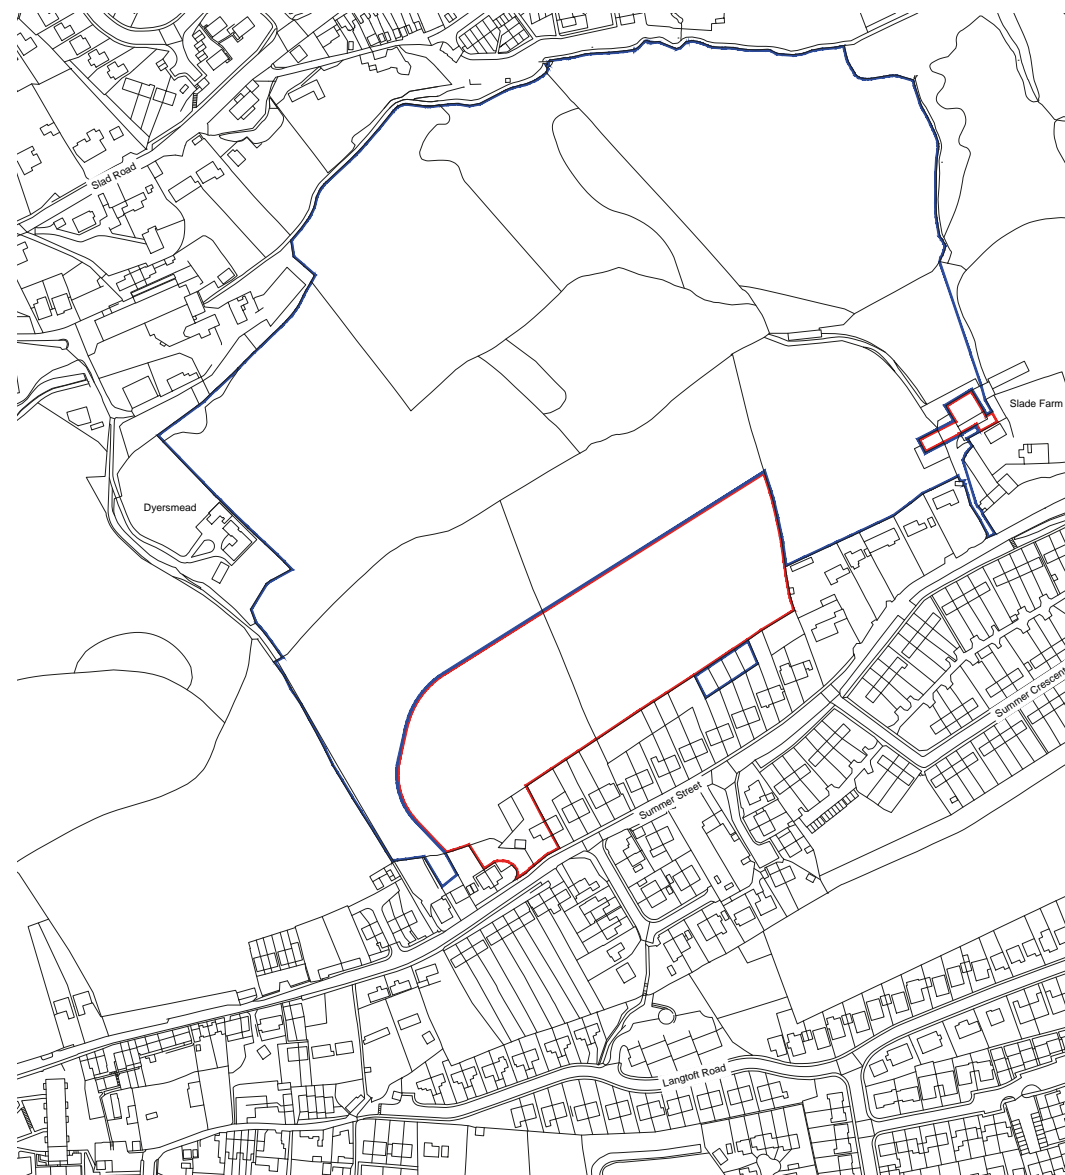 Slad Road
Slade Farm
Dyersmead
Summer Crescent
Summer Street
Langtoft Road